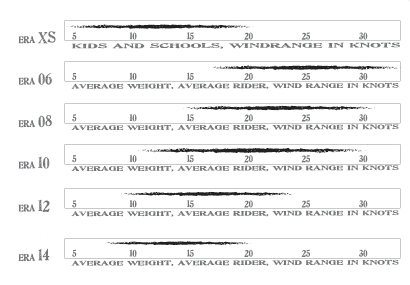 ERA XS 5 10 15 20 25 30
KIDS AND SCHOOLS, WINDRANGE IN KNOTS
ERA 06 5 10 15 20 25 30
AVERAGE WEIGHT, AVERAGE RIDER, WIND RANGE IN KNOTS
ERA 08 5 10 15 20 25 30
AVERAGE WEIGHT, AVERAGE RIDER, WIND RANGE IN KNOTS
ERA 10 5 10 15 20 25 30
AVERAGE WEIGHT, AVERAGE RIDER, WIND RANGE IN KNOTS
ERA 12 5 10 15 20 25 30
AVERAGE WEIGHT, AVERAGE RIDER, WIND RANGE IN KNOTS
ERA 14 5 10 15 20 25 30
AVERAGE WEIGHT, AVERAGE RIDER, WIND RANGE IN KNOTS